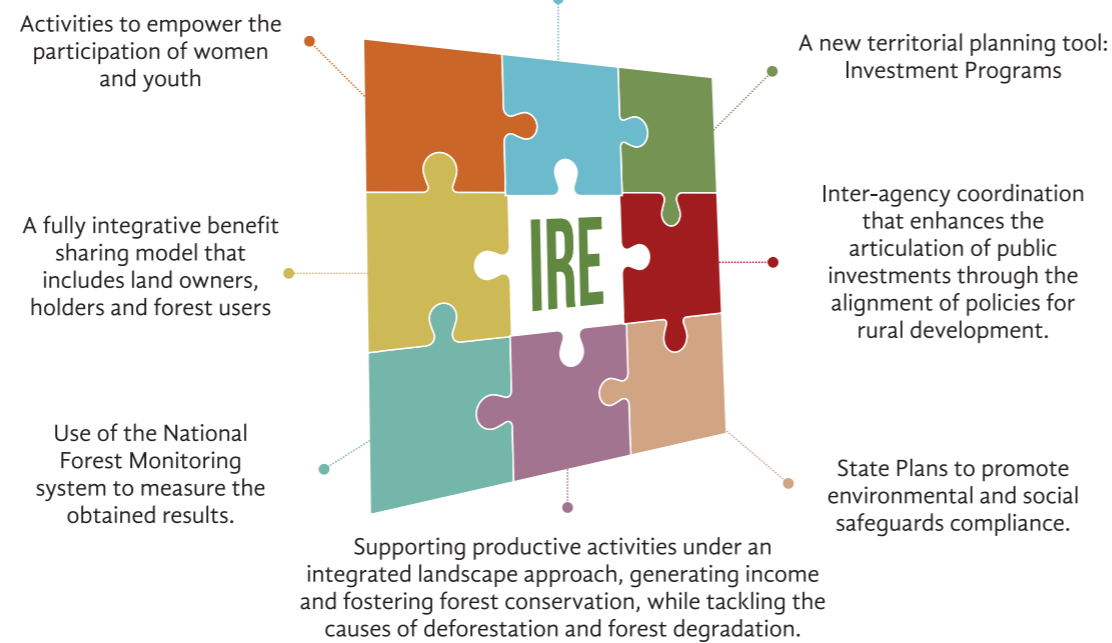 Activities to empower the
participation of women
and youth
A new territorial planning tool:
Investment Programs
A fully integrative benefit
sharing model that
includes land owners,
holders and forest users
IRE
Inter-agency coordination
that enhances the
articulation of public
investments through the
alignment of policies for
rural development.
Use of the National
Forest Monitoring
system to measure the
obtained results.
State Plans to promote
environmental and social
safeguards compliance.
Supporting productive activities under an
integrated landscape approach, generating income
and fostering forest conservation, while tackling the
causes of deforestation and forest degradation.